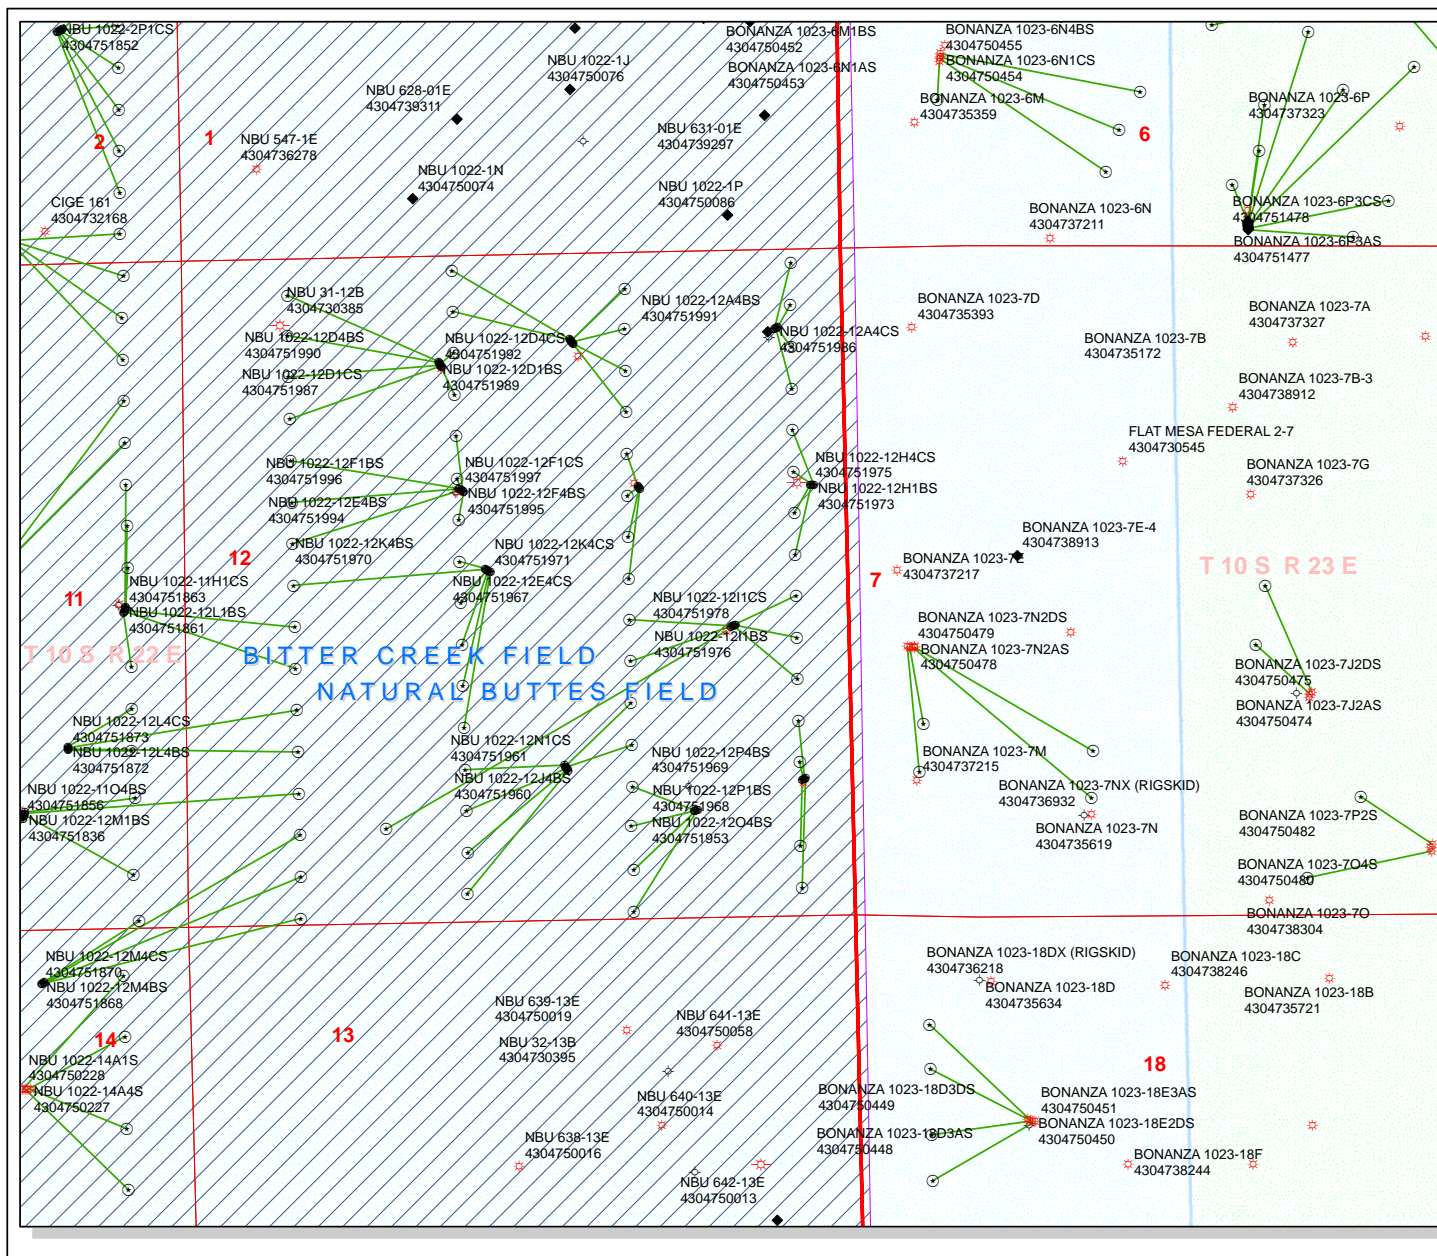 NBU 1022-2P1CS
4304751852
BONANZA 1023-6M1BS
4304750452
NBU 1022-1J
4304750076
BONANZA 1023-6N1AS
4304750453
NBU 628-01E
4304739311
BONANZA 1023-6N4BS
4304750455
BONANZA 1023-6N1CS
4304750454
BONANZA 1023-6M
4304735359
BONANZA 1023-6P
4304737323
2
1
6
NBU 547-1E
4304736278
NBU 631-01E
4304739297
NBU 1022-1N
4304750074
NBU 1022-1P
4304750086
CIGE 161
4304732168
BONANZA 1023-6N
4304737211
BONANZA 1023-6P3CS
4304751478
BONANZA 1023-6P3AS
4304751477
NBU 31-12B
4304730385
NBU 1022-12A4BS
4304751991
BONANZA 1023-7D
4304735393
BONANZA 1023-7A
4304737327
NBU 1022-12D4BS
4304751990
NBU 1022-12D4CS
4304751992
NBU 1022-12A4CS
4304751986
BONANZA 1023-7B
4304735172
NBU 1022-12D1CS
4304751987
NBU 1022-12D1BS
4304751989
BONANZA 1023-7B-3
4304738912
FLAT MESA FEDERAL 2-7
4304730545
NBU 1022-12F1BS
4304751996
NBU 1022-12F1CS
4304751997
NBU 1022-12H4CS
4304751975
BONANZA 1023-7G
4304737326
NBU 1022-12E4BS
4304751994
NBU 1022-12F4BS
4304751995
NBU 1022-12H1BS
4304751973
NBU 1022-12K4BS
4304751970
NBU 1022-12K4CS
4304751971
BONANZA 1023-7E-4
4304738913
12
BONANZA 1023-7E
4304737217
7
T 10 S R 23 E
NBU 1022-11H1CS
4304751863
NBU 1022-12E4CS
4304751967
11
NBU 1022-12L1BS
4304751861
NBU 1022-12I1CS
4304751978
NBU 1022-12I1BS
4304751976
BONANZA 1023-7N2DS
4304750479
BONANZA 1023-7N2AS
4304750478
T 10 S R 22 E
BITTER CREEK FIELD
NATURAL BUTTES FIELD
BONANZA 1023-7J2DS
4304750475
BONANZA 1023-7J2AS
4304750474
NBU 1022-12L4CS
4304751873
NBU 1022-12L4BS
4304751872
NBU 1022-12N1CS
4304751961
NBU 1022-12J4BS
4304751960
NBU 1022-12P4BS
4304751969
BONANZA 1023-7M
4304737215
BONANZA 1023-7NX (RIGSKID)
4304736932
NBU 1022-11O4BS
4304751856
NBU 1022-12M1BS
4304751836
NBU 1022-12P1BS
4304751968
NBU 1022-12O4BS
4304751953
BONANZA 1023-7N
4304735619
BONANZA 1023-7P2S
4304750482
BONANZA 1023-7O4S
4304750480
BONANZA 1023-7O
4304738304
NBU 1022-12M4CS
4304751870
NBU 1022-12M4BS
4304751868
BONANZA 1023-18DX (RIGSKID)
4304736218
BONANZA 1023-18D
4304735634
BONANZA 1023-18C
4304738246
BONANZA 1023-18B
4304735721
NBU 639-13E
4304750019
NBU 641-13E
4304750058
NBU 32-13B
4304730395
14
13
18
NBU 1022-14A1S
4304750228
NBU 1022-14A4S
4304750227
NBU 640-13E
4304750014
BONANZA 1023-18D3DS
4304750449
BONANZA 1023-18E3AS
4304750451
BONANZA 1023-18E2DS
4304750450
BONANZA 1023-18D3AS
4304750448
NBU 638-13E
4304750016
NBU 642-13E
4304750013
BONANZA 1023-18F
4304738244